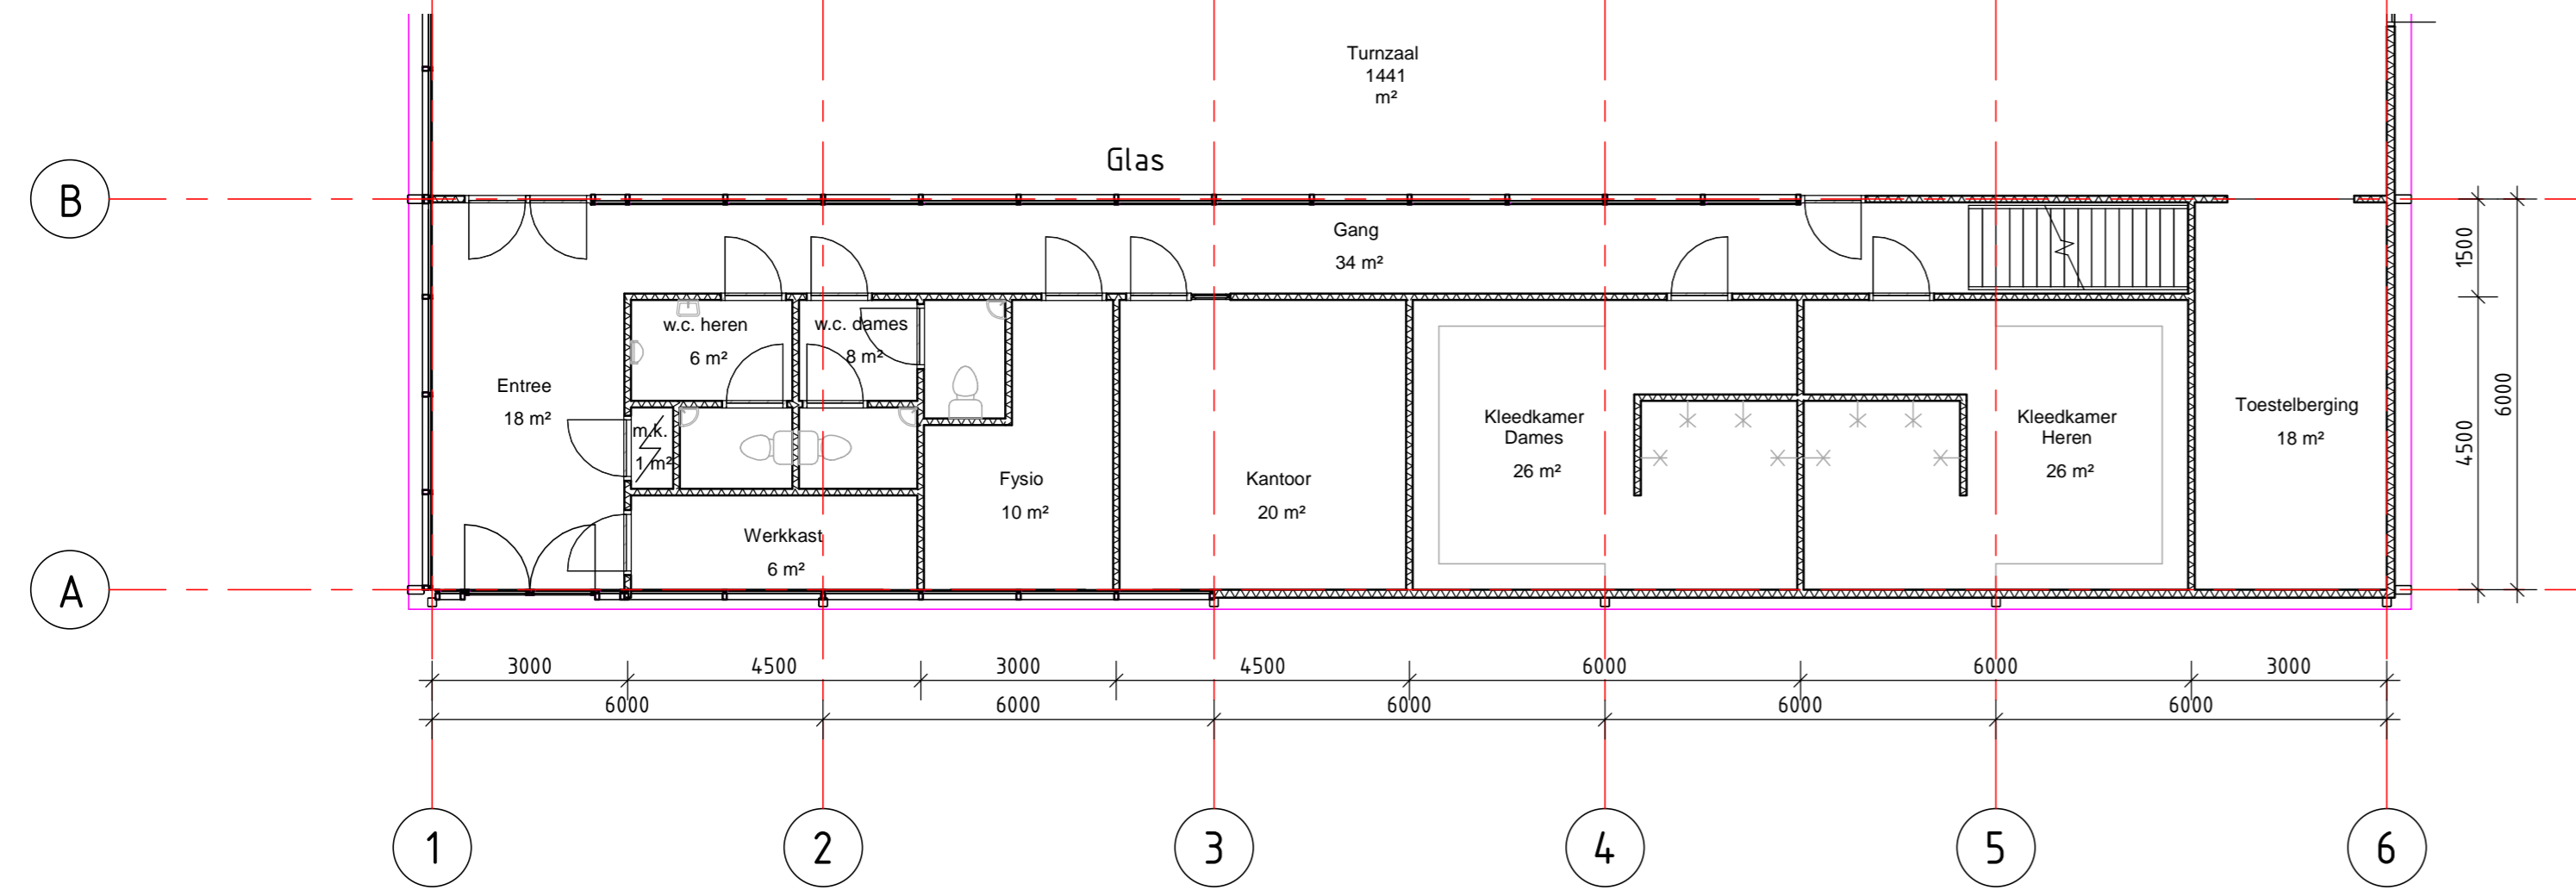 Turnzaal
1441
m²
Glas
B
Gang
34 m²
1500
w.c. heren
6 m²
w.c. dames
8 m²
Entree
18 m²
m.k.
1 m²
Kleedkamer
Dames
26 m²
Kleedkamer
Heren
26 m²
Toestelberging
18 m²
4500
6000
Fysio
10 m²
Kantoor
20 m²
Werkkast
6 m²
A
3000 4500 3000 4500 6000 6000 3000
6000 6000 6000 6000 6000
1 2 3 4 5 6